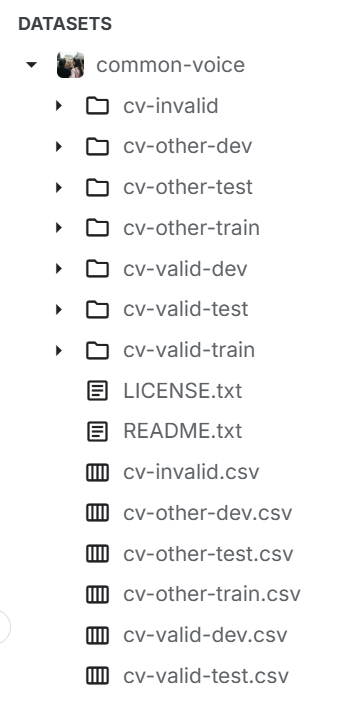 DATASETS
common-voice
cv-invalid
cv-other-dev
cv-other-test
cv-other-train
cv-valid-dev
cv-valid-test
cv-valid-train
LICENSE.txt
README.txt
cv-invalid.csv
cv-other-dev.csv
cv-other-test.csv
cv-other-train.csv
cv-valid-dev.csv
cv-valid-test.csv